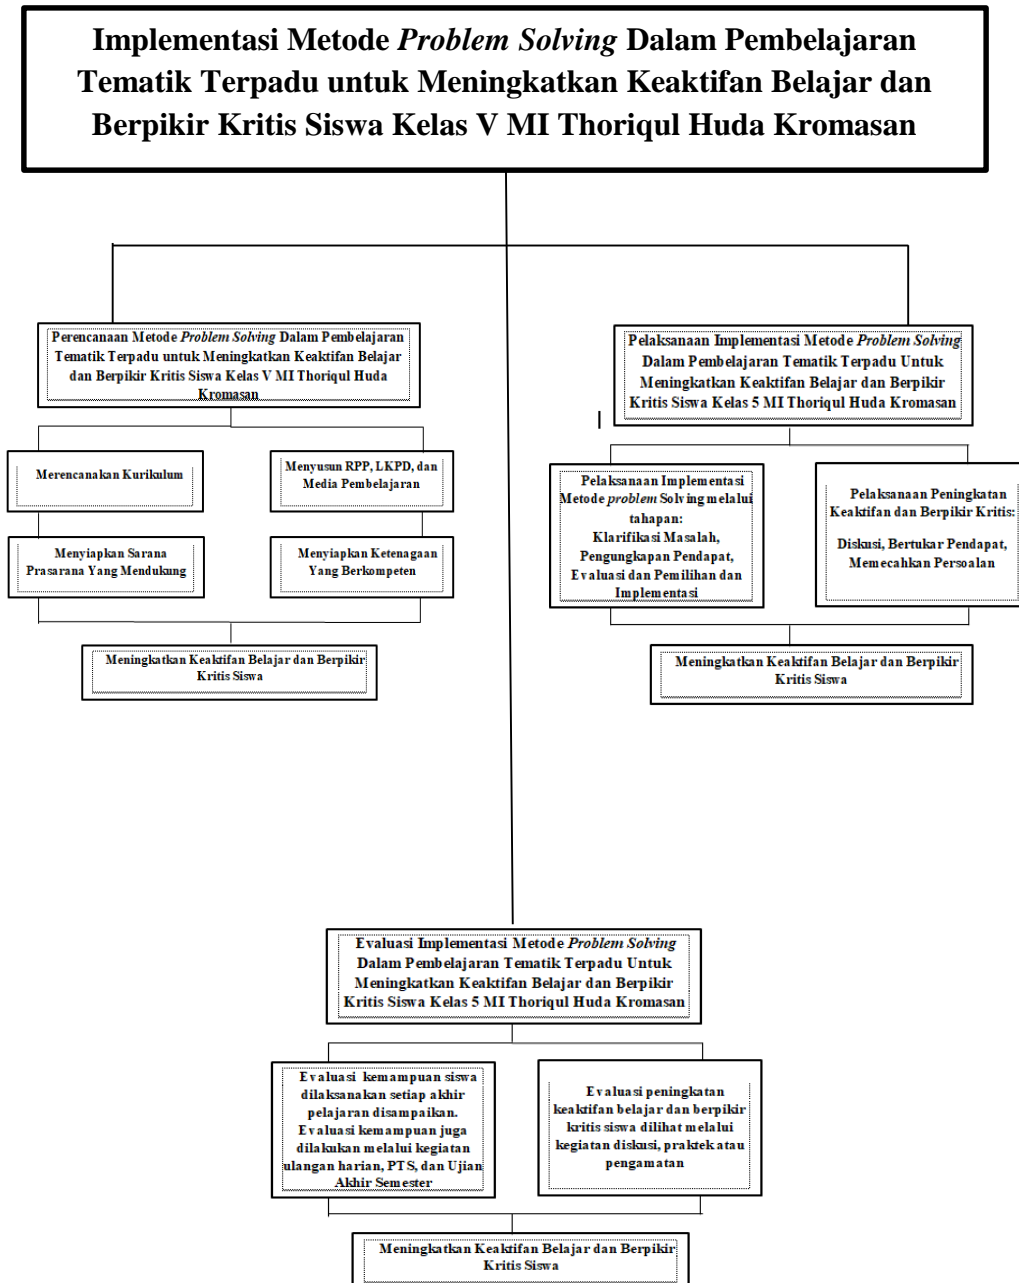 Implementasi Metode Problem Solving Dalam Pembelajaran
Tematik Terpadu untuk Meningkatkan Keaktifan Belajar dan
Berpikir Kritis Siswa Kelas V MI Thoriqul Huda Kromasan
Perencanaan Metode Problem Solving Dalam Pembelajaran
Tematik Terpadu untuk Meningkatkan Keaktifan Belajar
dan Berpikir Kritis Siswa Kelas V MI Thoriqul Huda
Kromasan
Merencanakan Kurikulum
Menyusun RPP, LKPD, dan
Media Pembelajaran
Menyiapkan Sarana
Prasarana Yang Mendukung
Menyiapkan Ketenagaan
Yang Berkompeten
Meningkatkan Keaktifan Belajar dan Berpikir
Kritis Siswa
Pelaksanaan Implementasi Metode Problem Solving
Dalam Pembelajaran Tematik Terpadu Untuk
Meningkatkan Keaktifan Belajar dan Berpikir
Kritis Siswa Kelas 5 MI Thoriqul Huda Kromasan
Pelaksanaan Implementasi
Metode problem Solving melalui
tahapan:
Klarifikasi Masalah,
Pengungkapan Pendapat,
Evaluasi dan Pemilihan dan
Implementasi
Pelaksanaan Peningkatan
Keaktifan dan Berpikir Kritis:
Diskusi, Bertukar Pendapat,
Memecahkan Persoalan
Meningkatkan Keaktifan Belajar dan Berpikir
Kritis Siswa
Evaluasi Implementasi Metode Problem Solving
Dalam Pembelajaran Tematik Terpadu Untuk
Meningkatkan Keaktifan Belajar dan Berpikir
Kritis Siswa Kelas 5 MI Thoriqul Huda Kromasan
Evaluasi kemampuan siswa
dilaksanakan setiap akhir
pelajaran disampaikan.
Evaluasi kemampuan juga
dilakukan melalui kegiatan
ulangan harian, PTS, dan Ujian
Akhir Semester
Evaluasi peningkatan
keaktifan belajar dan berpikir
kritis siswa dilihat melalui
kegiatan diskusi, praktek atau
pengamatan
Meningkatkan Keaktifan Belajar dan Berpikir
Kritis Siswa